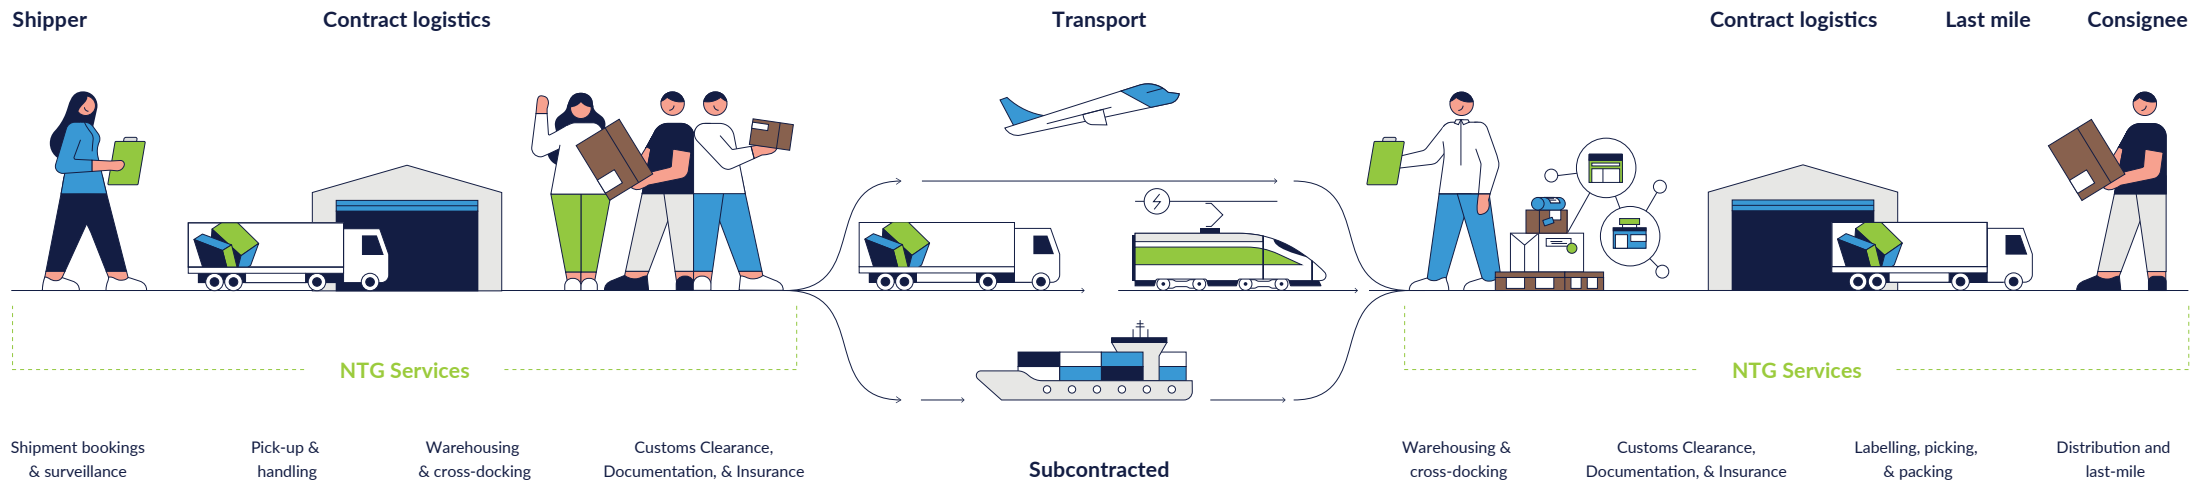 Shipper
Contract logistics
Transport
Contract logistics
Last mile
Consignee
NTG Services
NTG Services
Shipment bookings
& surveillance
Pick-up &
handling
Warehousing
& cross-docking
Customs Clearance,
Documentation, & Insurance
Subcontracted
Warehousing &
cross-docking
Customs Clearance,
Documentation, & Insurance
Labelling, picking,
& packing
Distribution and
last-mile